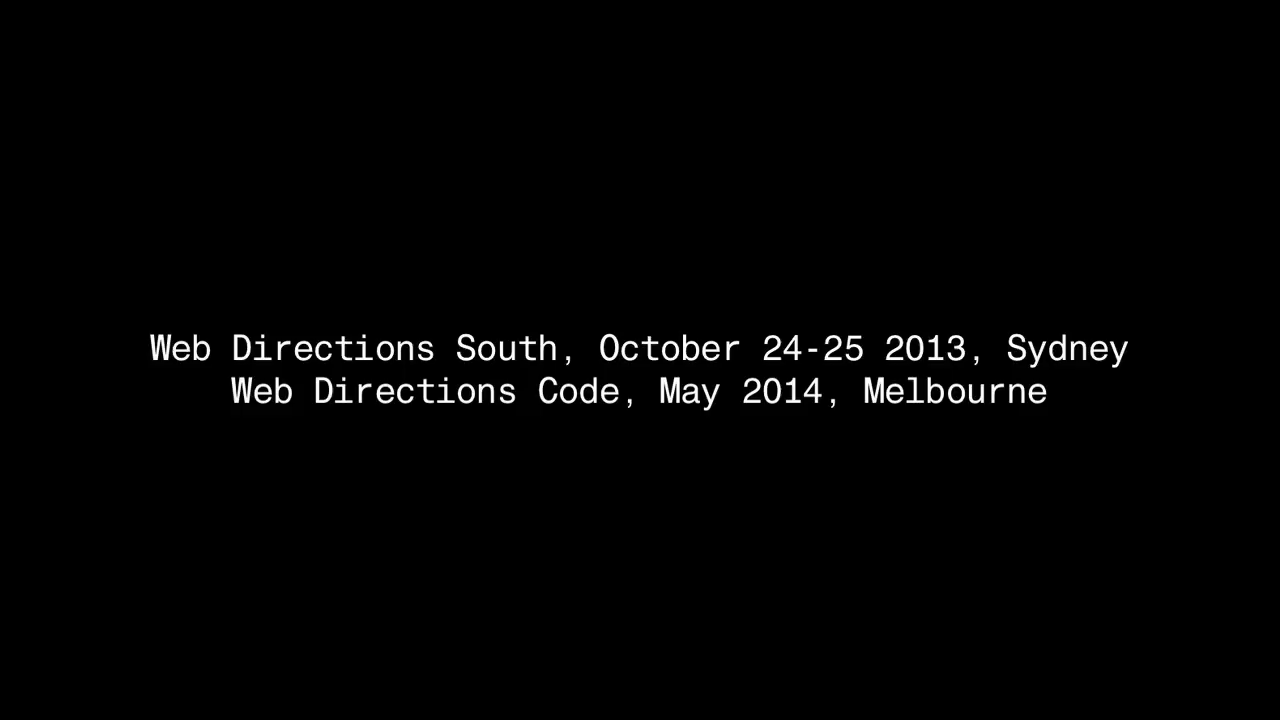 Web Directions South, October 24-25 2013, Sydney
Web Directions Code, May 2014, Melbourne